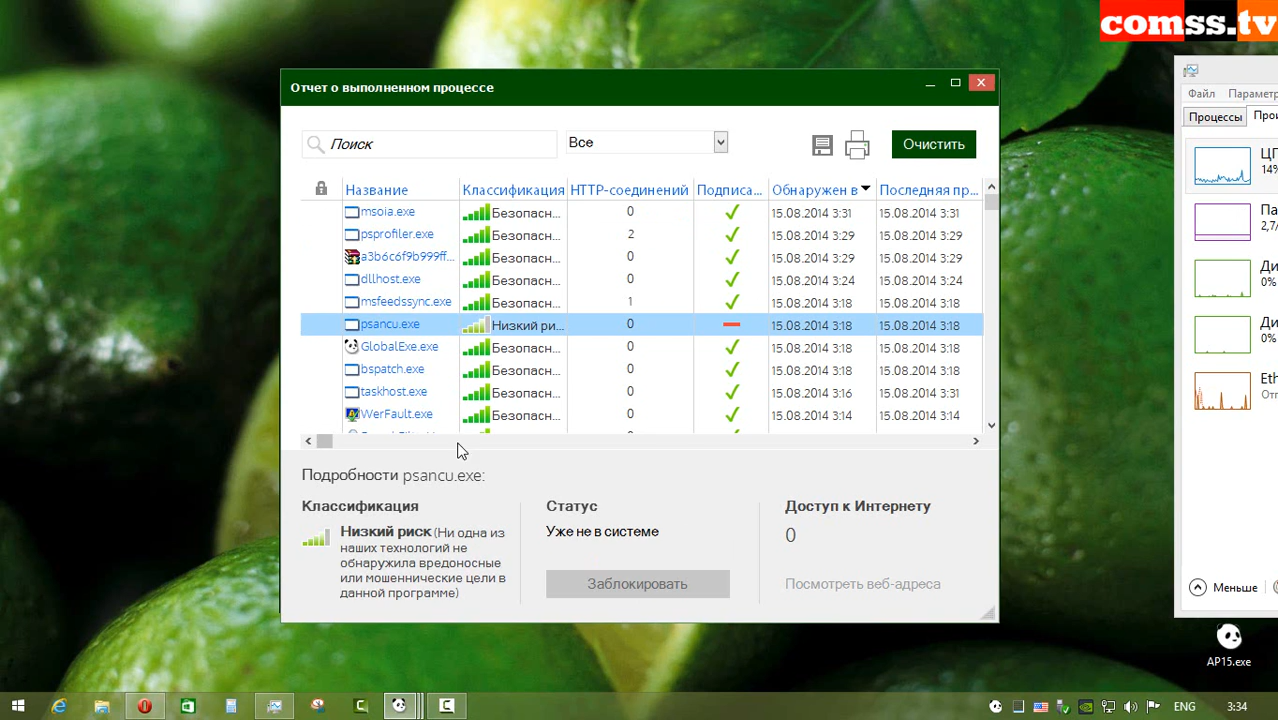 comss.tv
Отчет о выполненном процессе
Поиск
Все
Очистить
Название Классификация HTTP-соединений Подписа... Обнаружен в Последняя пр...
msoia.exe Безопасн... 0 15.08.2014 3:31 15.08.2014 3:31
psprofiler.exe Безопасн... 2 15.08.2014 3:29 15.08.2014 3:29
a3b6c6f9b999ff... Безопасн... 0 15.08.2014 3:29 15.08.2014 3:29
dllhost.exe Безопасн... 0 15.08.2014 3:24 15.08.2014 3:24
msfeedssync.exe Безопасн... 1 15.08.2014 3:18 15.08.2014 3:18
psancu.exe Низкий ри... 0 15.08.2014 3:18 15.08.2014 3:18
GlobalExe.exe Безопасн... 0 15.08.2014 3:18 15.08.2014 3:18
bspatch.exe Безопасн... 0 15.08.2014 3:18 15.08.2014 3:18
taskhost.exe Безопасн... 0 15.08.2014 3:16 15.08.2014 3:31
WerFault.exe Безопасн... 0 15.08.2014 3:14 15.08.2014 3:14
Подробности psancu.exe:
Классификация
Низкий риск (Ни одна из
наших технологий не
обнаружила вредоносные
или мошеннические цели в
данной программе)
Статус
Уже не в системе
Заблокировать
Доступ к Интернету
0
Посмотреть веб-адреса
Файл Параметр
Процессы Прои
ЦП
14%
Па
2,7/
Ди
0%
Ди
0%
Eth
Отп
Меньше
AP15.exe
ENG 3:34